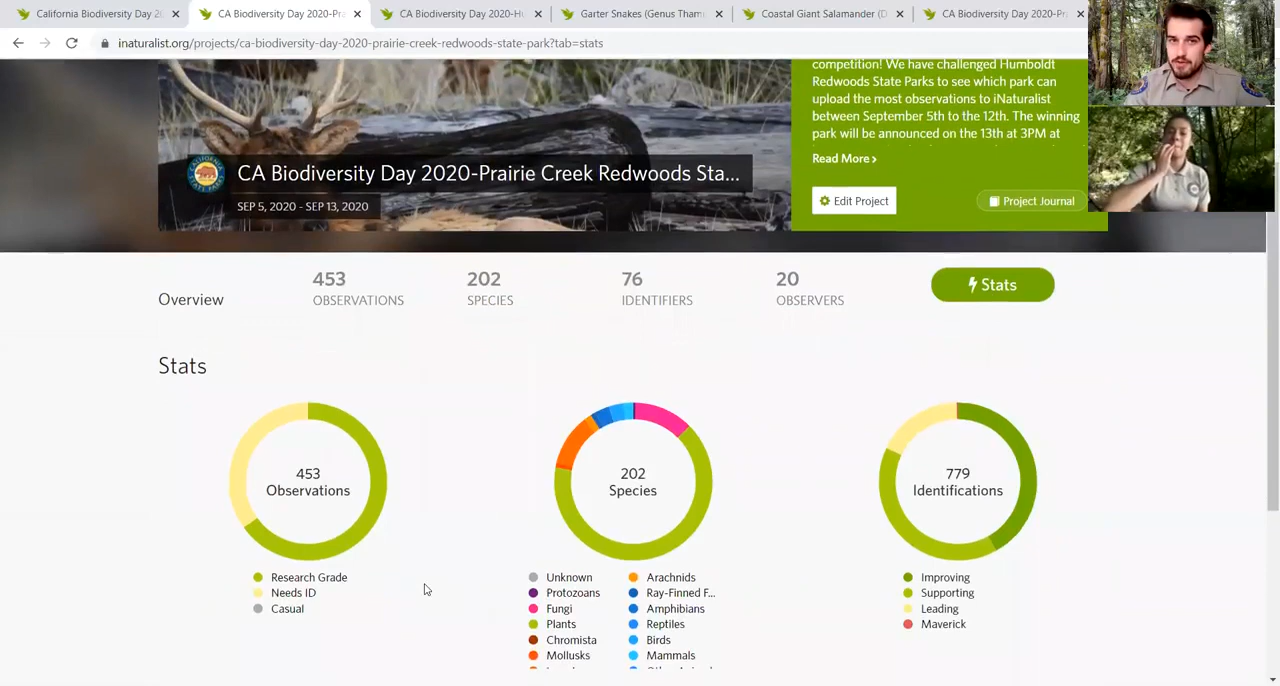 California Biodiversity Day 2
CA Biodiversity Day 2020-Pra
CA Biodiversity Day 2020-Hu
Garter Snakes (Genus Tham
Coastal Giant Salamander (D
CA Biodiversity Day 2020-Pr
inaturalist.org/projects/ca-biodiversity-day-2020-prairie-creek-redwoods-state-park?tab=stats
competition! We have challenged Humboldt
Redwoods State Parks to see which park can
upload the most observations to iNaturalist
between September 5th to the 12th. The winning
park will be announced on the 13th at 3PM at
Read More >
Edit Project
Project Journal
CA Biodiversity Day 2020-Prairie Creek Redwoods Sta...
SEP 5, 2020 - SEP 13, 2020
Overview
453
OBSERVATIONS
202
SPECIES
76
IDENTIFIERS
20
OBSERVERS
Stats
Stats
453
Observations
Research Grade
Needs ID
Casual
202
Species
Unknown
Protozoans
Fungi
Plants
Chromista
Mollusks
Arachnids
Ray-Finned F...
Amphibians
Reptiles
Birds
Mammals
779
Identifications
Improving
Supporting
Leading
Maverick